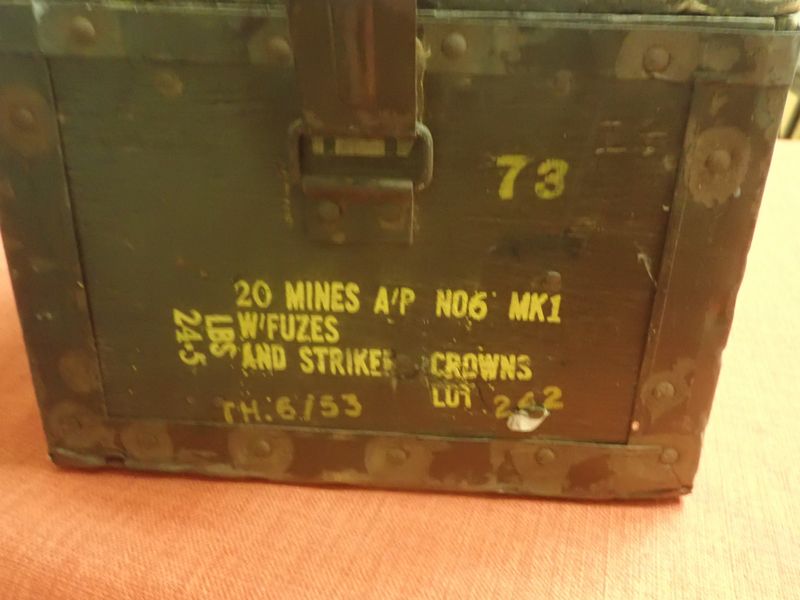 73
20 MINES A/P NO6 MK1
W/FUZES
AND STRIKER CROWNS
LOT 242
TH. 6/53
LBS
24.5